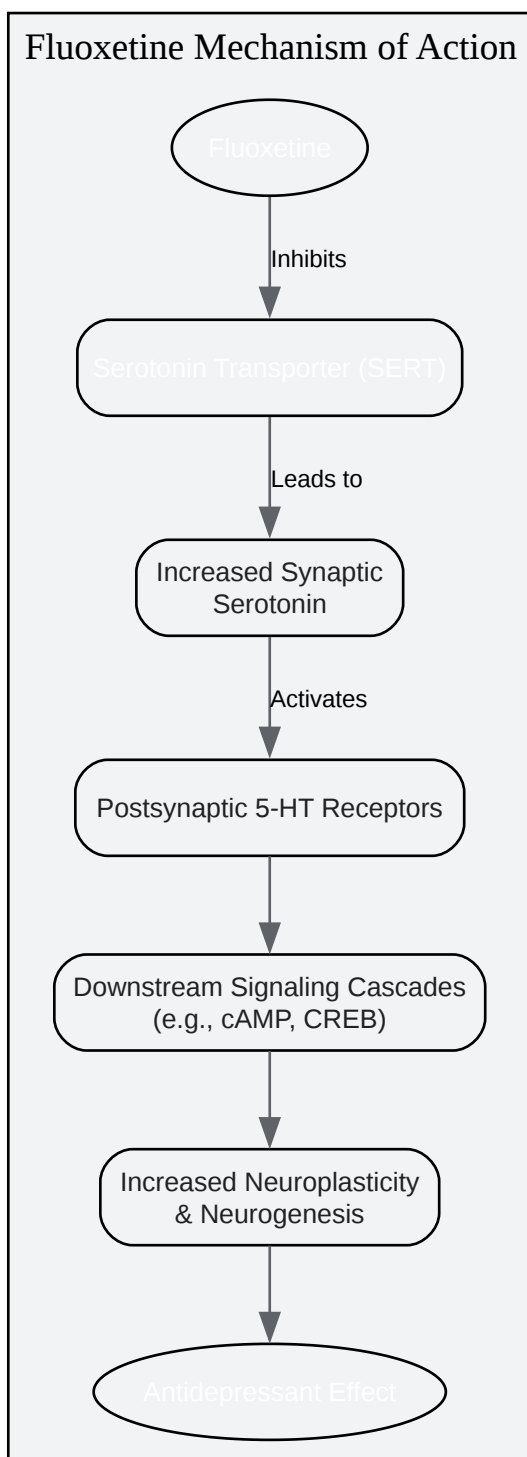 Fluoxetine Mechanism of Action
Fluoxetine
Inhibits
Serotonin Transporter (SERT)
Leads to
Increased Synaptic
Serotonin
Activates
Postsynaptic 5-HT Receptors
Downstream Signaling Cascades
(e.g., cAMP, CREB)
Increased Neuroplasticity
& Neurogenesis
Antidepressant Effect